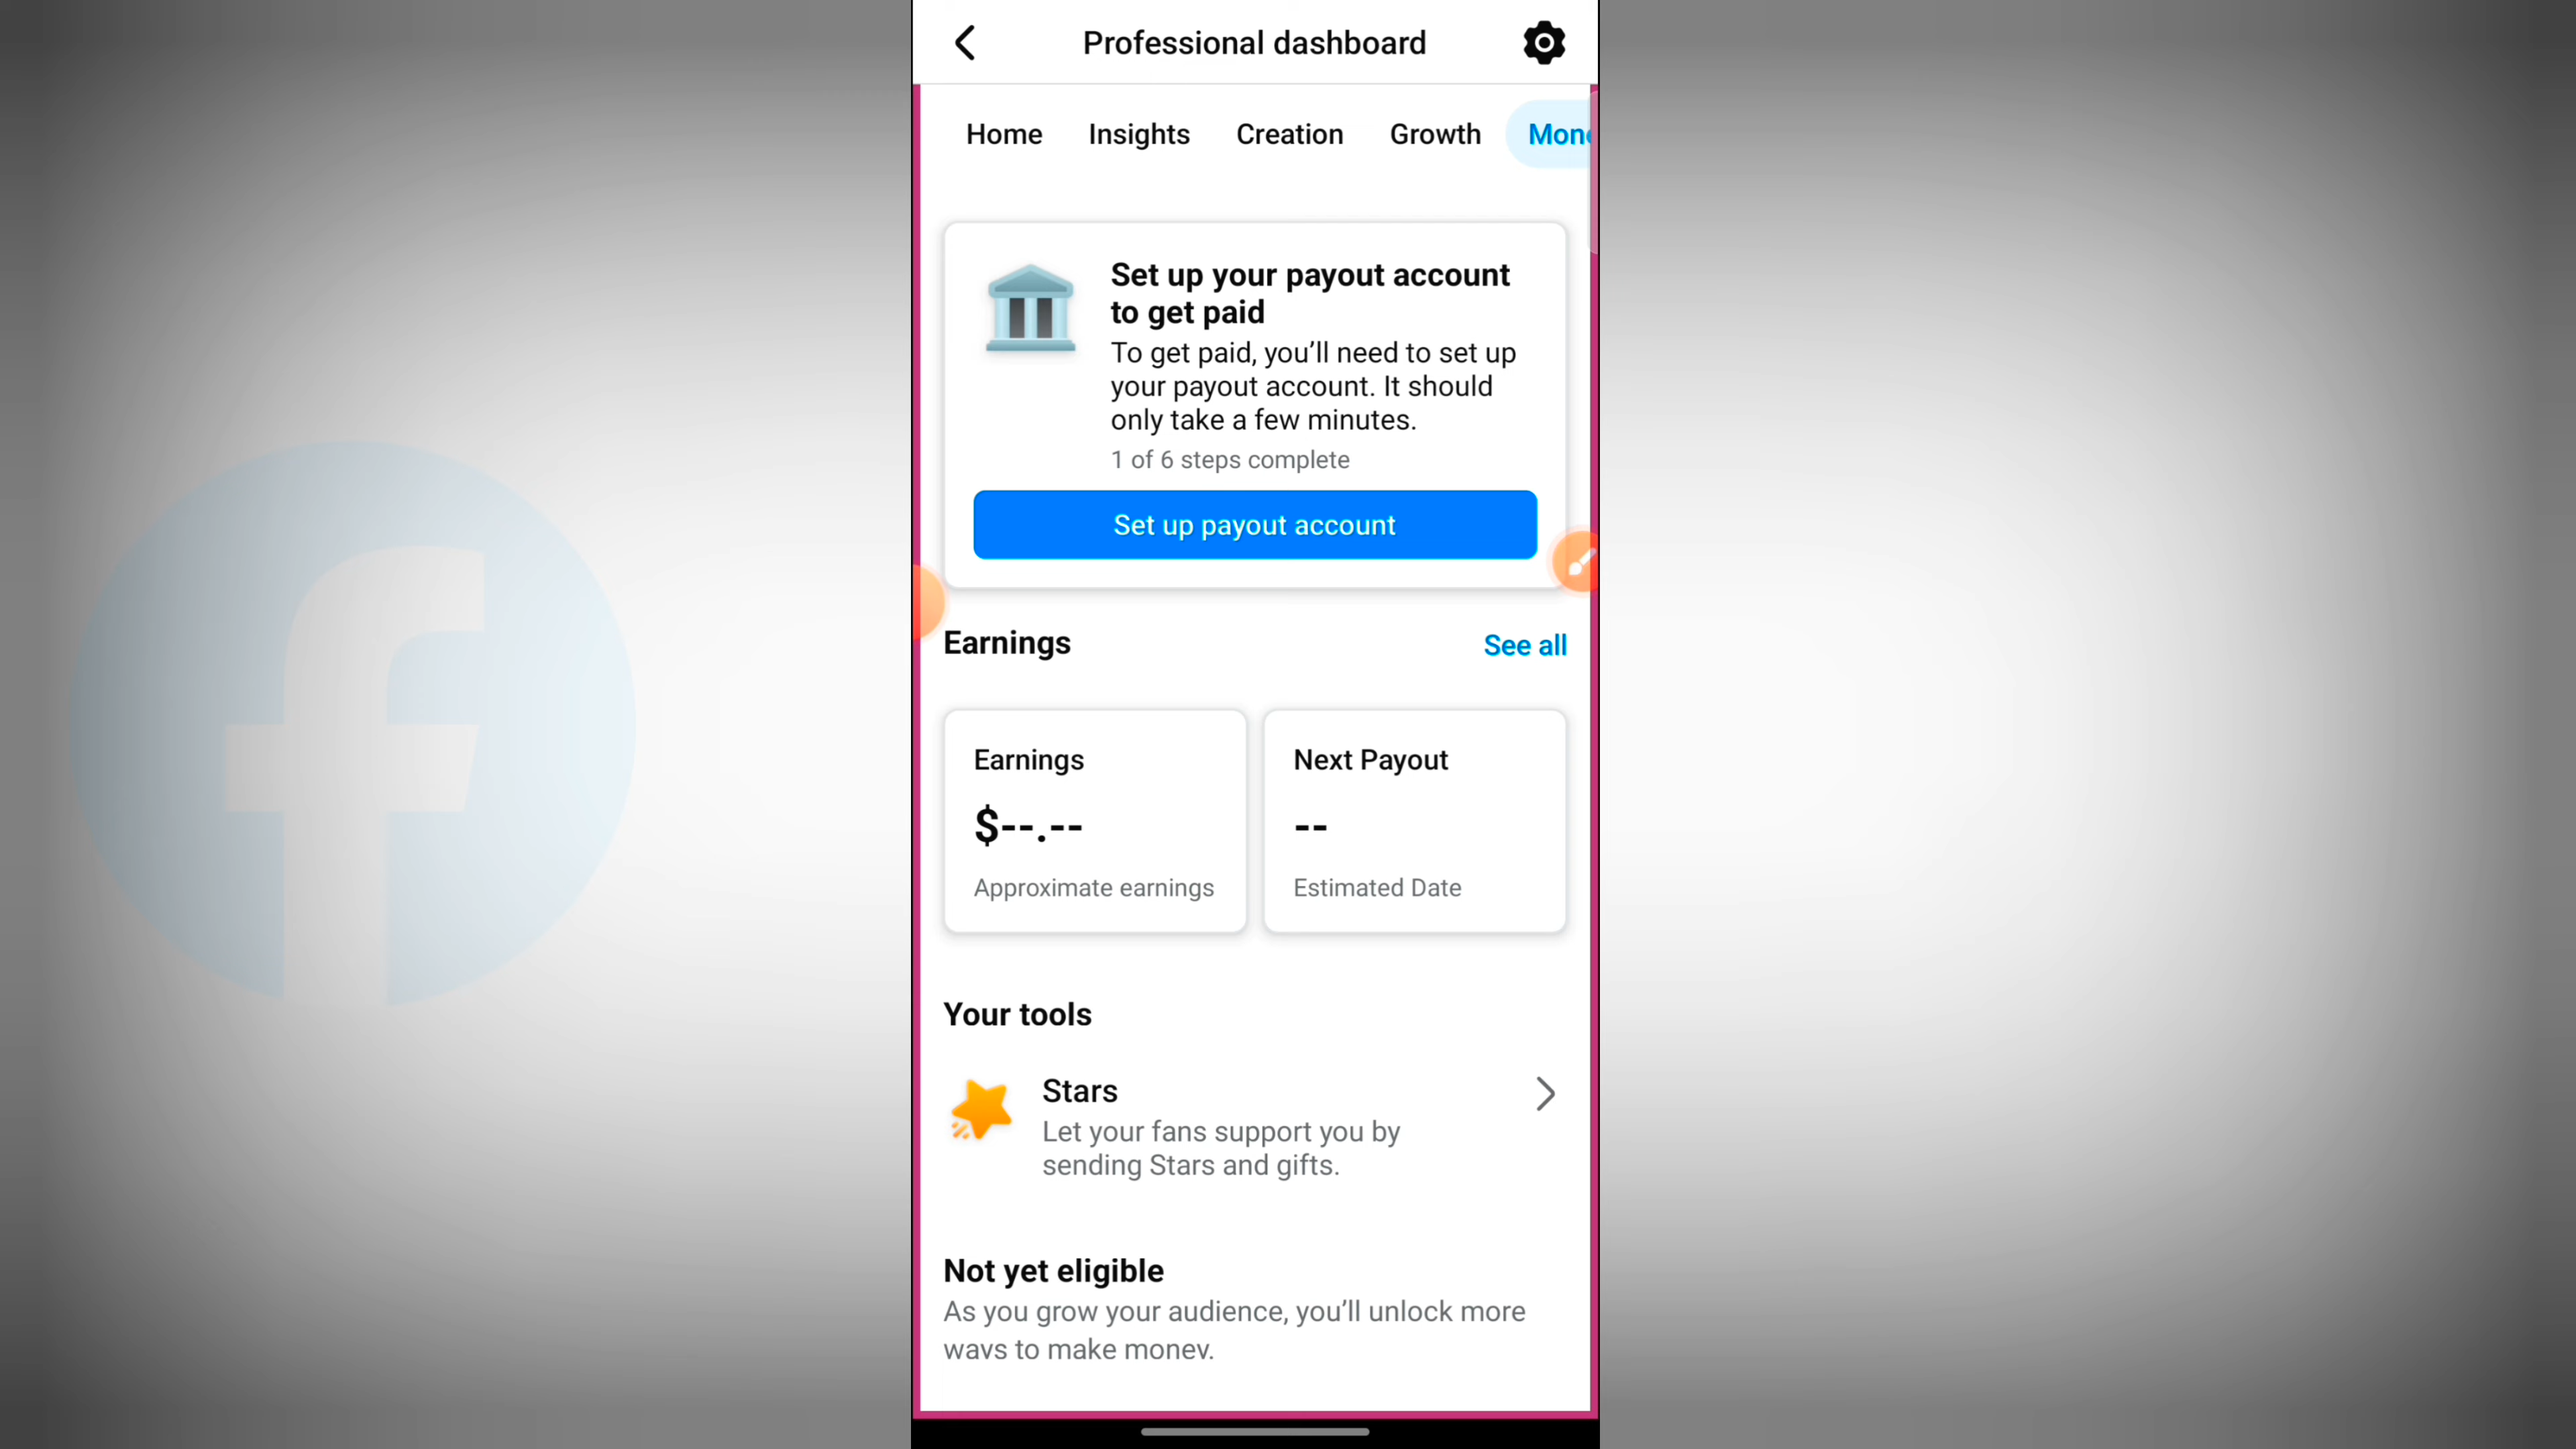 Professional dashboard
Home Insights Creation Growth Mone
Set up your payout account
to get paid
To get paid, you'll need to set up
your payout account. It should
only take a few minutes.
1 of 6 steps complete
Set up payout account
Earnings See all
Earnings Next Payout
$--.-- --
Approximate earnings Estimated Date
Your tools
Stars
Let your fans support you by
sending Stars and gifts.
Not yet eligible
As you grow your audience, you'll unlock more
ways to make money.